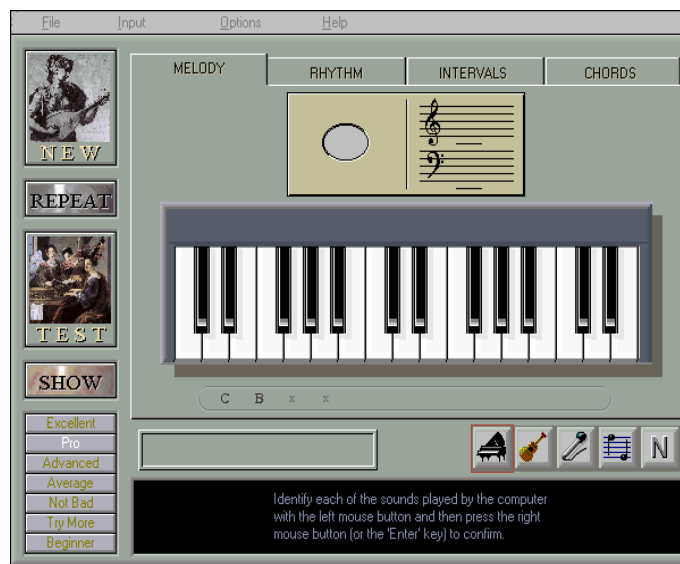 File Input Options Help
MELODY RHYTHM INTERVALS CHORDS
NEW
REPEAT
TEST
SHOW
C B x x
Excellent
Pro
Advanced
Average
Not Bad
Try More
Beginner
N
Identify each of the sounds played by the computer
with the left mouse button and then press the right
mouse button (or the 'Enter' key) to confirm.